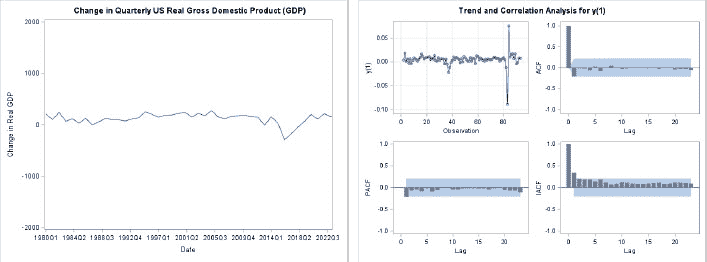 Change in Quarterly US Real Gross Domestic Product (GDP)
2000
1000
0
-1000
-2000
Change in Real GDP
1980Q1 1984Q2 1988Q3 1992Q4 1997Q1 2001Q2 2005Q3 2009Q4 2014Q1 2018Q2 2022Q3
Date
Trend and Correlation Analysis for y(1)
0.05
0.00
-0.05
-0.10
y(1)
0 20 40 60 80
Observation
1.0
0.5
0.0
-0.5
-1.0
ACF
0 5 10 15 20
Lag
1.0
0.5
0.0
-0.5
-1.0
PACF
0 5 10 15 20
Lag
1.0
0.5
0.0
-0.5
-1.0
IACF
0 5 10 15 20
Lag